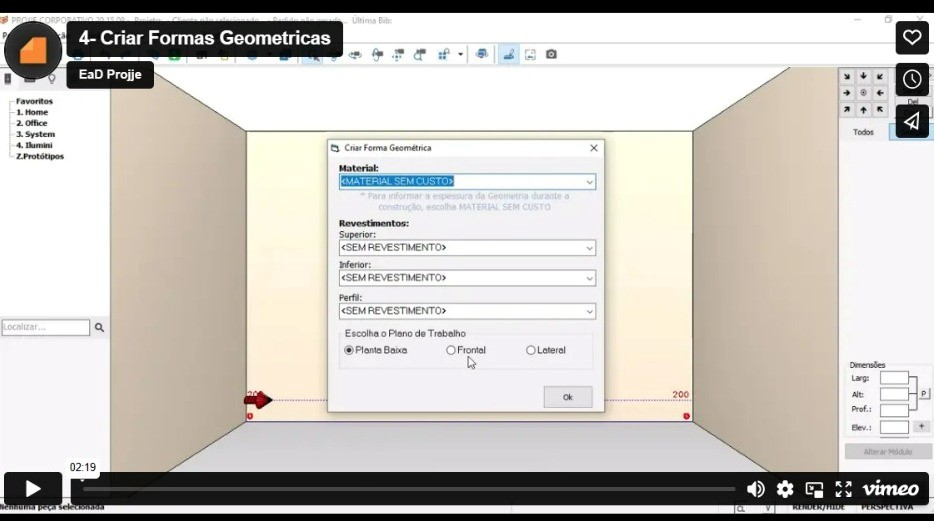 PROJE CORPORATIVO 20.15.09 - Projeto: - Cliente não selecionado - Pedido não gerado Última Bib:
4- Criar Formas Geometricas
EaD Projje
Favoritos
1. Home
2. Office
3. System
4. Ilumini
Z.Protótipos
Localizar...
Criar Forma Geométrica
Material:
<MATERIAL SEM CUSTO>
* Para informar a espessura da Geometria durante a
construção, escolha MATERIAL SEM CUSTO
Revestimentos:
Superior:
<SEM REVESTIMENTO>
Inferior:
<SEM REVESTIMENTO>
Perfil:
<SEM REVESTIMENTO>
Escolha o Plano de Trabalho
Planta Baixa Frontal Lateral
Ok
200
200
Del
Todos
Dimensões
Larg:
Alt:
P
Prof.:
Elev.: +
Alterar Módulo
02:19
vimeo
Nenhuma peça selecionada
CL V RENDER/HIDE PERSPECTIVA